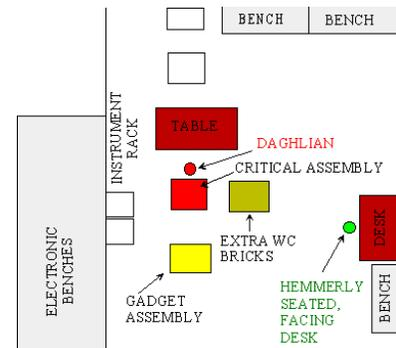 BENCH
BENCH
INSTRUMENT
RACK
TABLE
DAGHLIAN
CRITICAL ASSEMBLY
EXTRA WC
BRICKS
DESK
ELECTRONIC
BENCHES
GADGET
ASSEMBLY
HEMMERLY
SEATED,
FACING
DESK
BENCH